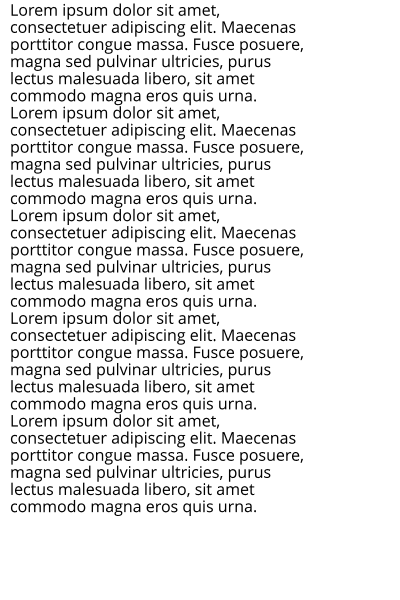 Lorem ipsum dolor sit amet,
consectetuer adipiscing elit. Maecenas
porttitor congue massa. Fusce posuere,
magna sed pulvinar ultricies, purus
lectus malesuada libero, sit amet
commodo magna eros quis urna.
Lorem ipsum dolor sit amet,
consectetuer adipiscing elit. Maecenas
porttitor congue massa. Fusce posuere,
magna sed pulvinar ultricies, purus
lectus malesuada libero, sit amet
commodo magna eros quis urna.
Lorem ipsum dolor sit amet,
consectetuer adipiscing elit. Maecenas
porttitor congue massa. Fusce posuere,
magna sed pulvinar ultricies, purus
lectus malesuada libero, sit amet
commodo magna eros quis urna.
Lorem ipsum dolor sit amet,
consectetuer adipiscing elit. Maecenas
porttitor congue massa. Fusce posuere,
magna sed pulvinar ultricies, purus
lectus malesuada libero, sit amet
commodo magna eros quis urna.
Lorem ipsum dolor sit amet,
consectetuer adipiscing elit. Maecenas
porttitor congue massa. Fusce posuere,
magna sed pulvinar ultricies, purus
lectus malesuada libero, sit amet
commodo magna eros quis urna.